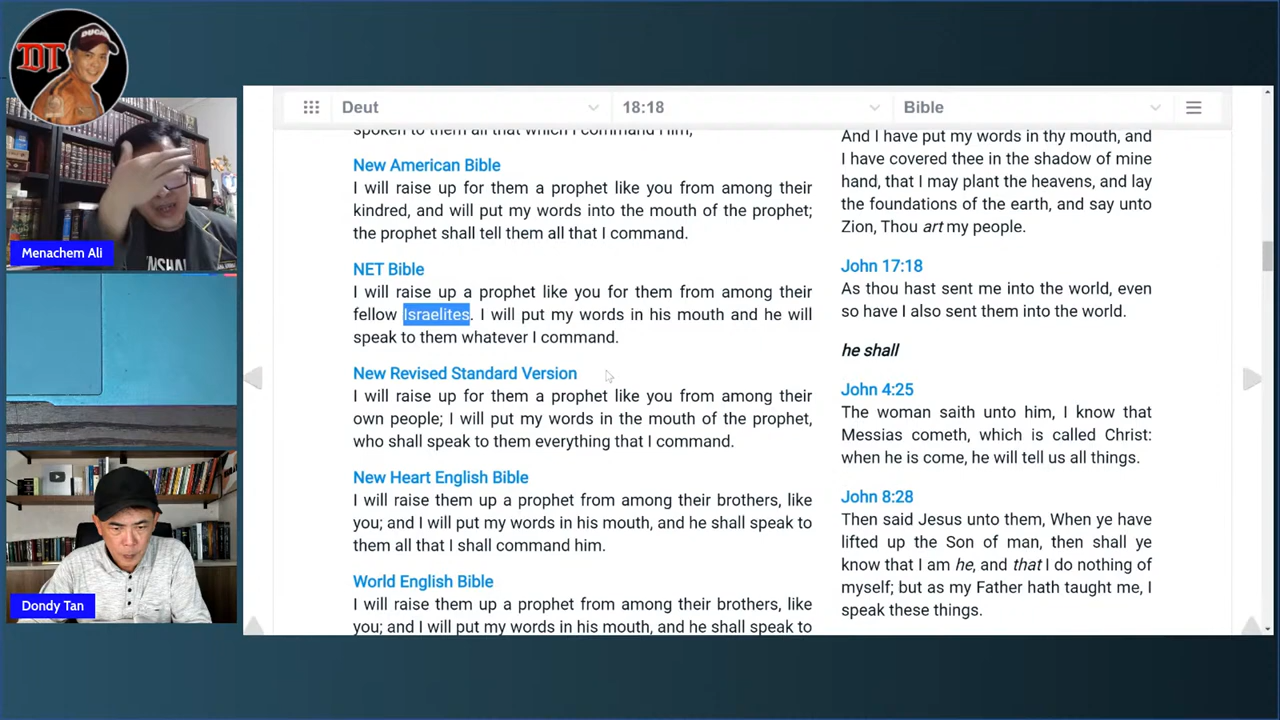 DT
DUCA
Menachem Ali
ENSHAL
Dondy Tan
Deut
18:18
Bible
spoken to them all that which I command Him,
New American Bible
I will raise up for them a prophet like you from among their
kindred, and will put my words into the mouth of the prophet;
the prophet shall tell them all that I command.
NET Bible
I will raise up a prophet like you for them from among their
fellow Israelites. I will put my words in his mouth and he will
speak to them whatever I command.
New Revised Standard Version
I will raise up for them a prophet like you from among their
own people; I will put my words in the mouth of the prophet,
who shall speak to them everything that I command.
New Heart English Bible
I will raise them up a prophet from among their brothers, like
you; and I will put my words in his mouth, and he shall speak to
them all that I shall command him.
World English Bible
I will raise them up a prophet from among their brothers, like
you; and I will put my words in his mouth, and he shall speak to
And I have put my words in thy mouth, and
I have covered thee in the shadow of mine
hand, that I may plant the heavens, and lay
the foundations of the earth, and say unto
Zion, Thou art my people.
John 17:18
As thou hast sent me into the world, even
so have I also sent them into the world.
he shall
John 4:25
The woman saith unto him, I know that
Messias cometh, which is called Christ:
when he is come, he will tell us all things.
John 8:28
Then said Jesus unto them, When ye have
lifted up the Son of man, then shall ye
know that I am he, and that I do nothing of
myself; but as my Father hath taught me, I
speak these things.